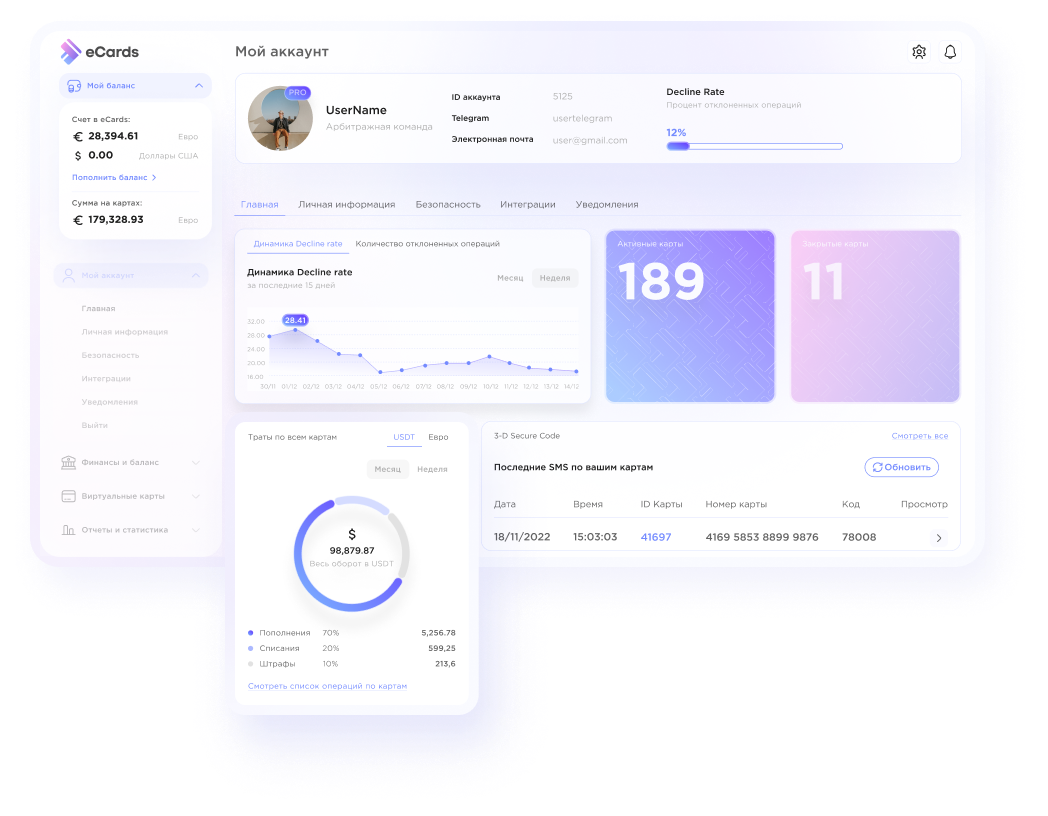 eCards
Мой баланс
Счет в eCards:
€ 28,394.61 Евро
$ 0.00 Доллары США
Пополнить баланс
Сумма на картах:
€ 179,328.93 Евро
Мой аккаунт
Главная
Личная информация
Безопасность
Интеграции
Уведомления
Выйти
Финансы и баланс
Виртуальные карты
Отчеты и статистика
Мой аккаунт
PRO
UserName
Арбитражная команда
ID аккаунта 5125
Telegram usertelegram
Электронная почта user@gmail.com
Decline Rate
Процент отклоненных операций
12%
Главная Личная информация Безопасность Интеграции Уведомления
Динамика Decline rate Количество отклоненных операций
Динамика Decline rate
за последние 15 дней
Месяц Неделя
28.41
32.00
28.00
24.00
20.00
16.00
30/11 01/12 02/12 03/12 04/12 05/12 06/12 07/12 08/12 09/12 10/12 11/12 12/12 13/12 14/12
Активные карты
189
Закрытые карты
11
Траты по всем картам USDT Евро
Месяц Неделя
$
98,879.87
Весь оборот в USDT
Пополнения 70% 5,256.78
Списания 20% 599,25
Штрафы 10% 213,6
Смотреть список операций по картам
3-D Secure Code Смотреть все
Последние SMS по вашим картам Обновить
Дата Время ID Карты Номер карты Код Просмотр
18/11/2022 15:03:03 41697 4169 5853 8899 9876 78008